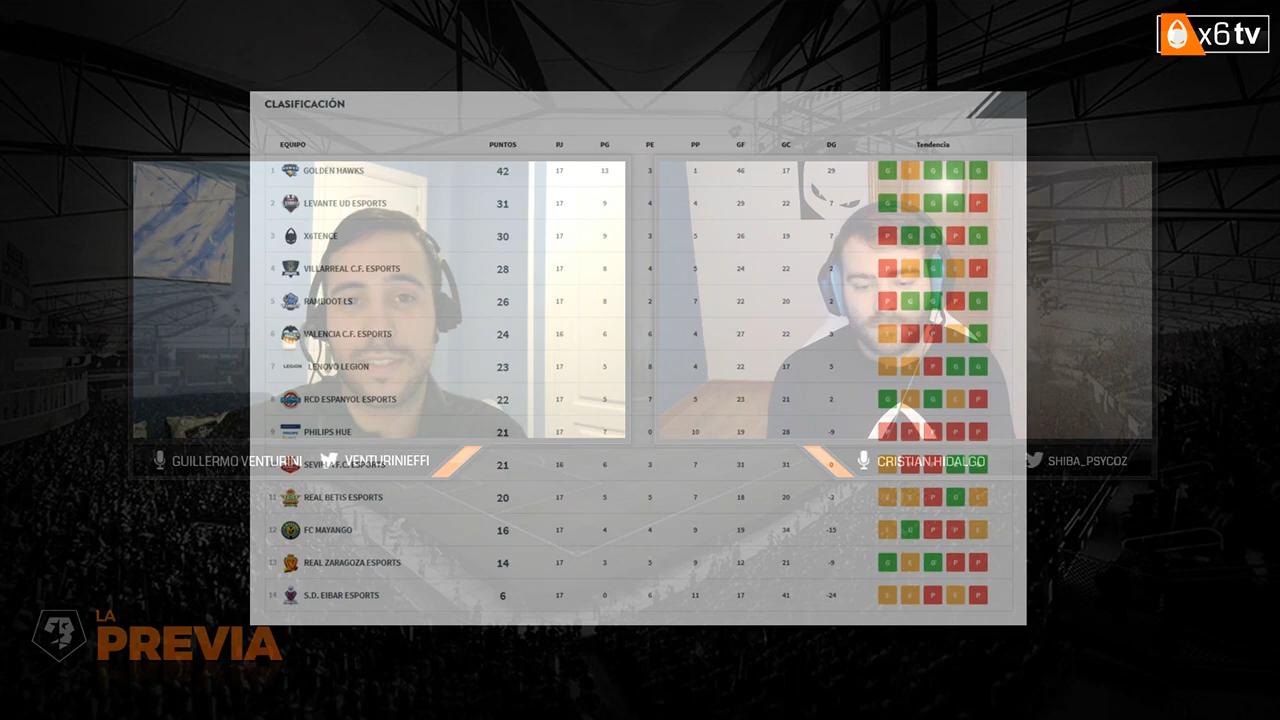 x6tv
CLASIFICACIÓN
EQUIPO PUNTOS PJ PG PE PP GF GC DG Tendencia
1 GOLDEN HAWKS 42 17 13 3 1 46 17 29 G E G G G
2 LEVANTE UD ESPORTS 31 17 9 4 4 29 22 7 G E G G P
3 X6TENCE 30 17 9 3 5 26 19 7 P G G P G
4 VILLARREAL C.F. ESPORTS 28 17 8 4 5 24 22 2 P E G E P
5 RAMBOOT LS 26 17 8 2 7 22 20 2 P G G P G
6 VALENCIA C.F. ESPORTS 24 16 6 6 4 27 22 3 E P P E G
7 LEGION LENOVO LEGION 23 17 5 8 4 22 17 5 E E P G G
8 RCD ESPANYOL ESPORTS 22 17 5 7 5 23 21 2 G E G E P
9 PHILIPS HUE 21 17 7 0 10 19 28 -9 P P P P P
SEVILLA F.C. ESPORTS 21 16 6 3 7 31 31 0
GUILLERMO VENTURINI VENTURINIEFFI CRISTIAN HIDALGO SHIBA_PSYCOZ
11 REAL BETIS ESPORTS 20 17 5 5 7 18 20 -2 E E P G E
12 FC MAYANGO 16 17 4 4 9 19 34 -15 E G P P E
13 REAL ZARAGOZA ESPORTS 14 17 3 5 9 12 21 -9 G E G P P
14 S.D. EIBAR ESPORTS 6 17 0 6 11 17 41 -24 E E P E P
LA
PREVIA